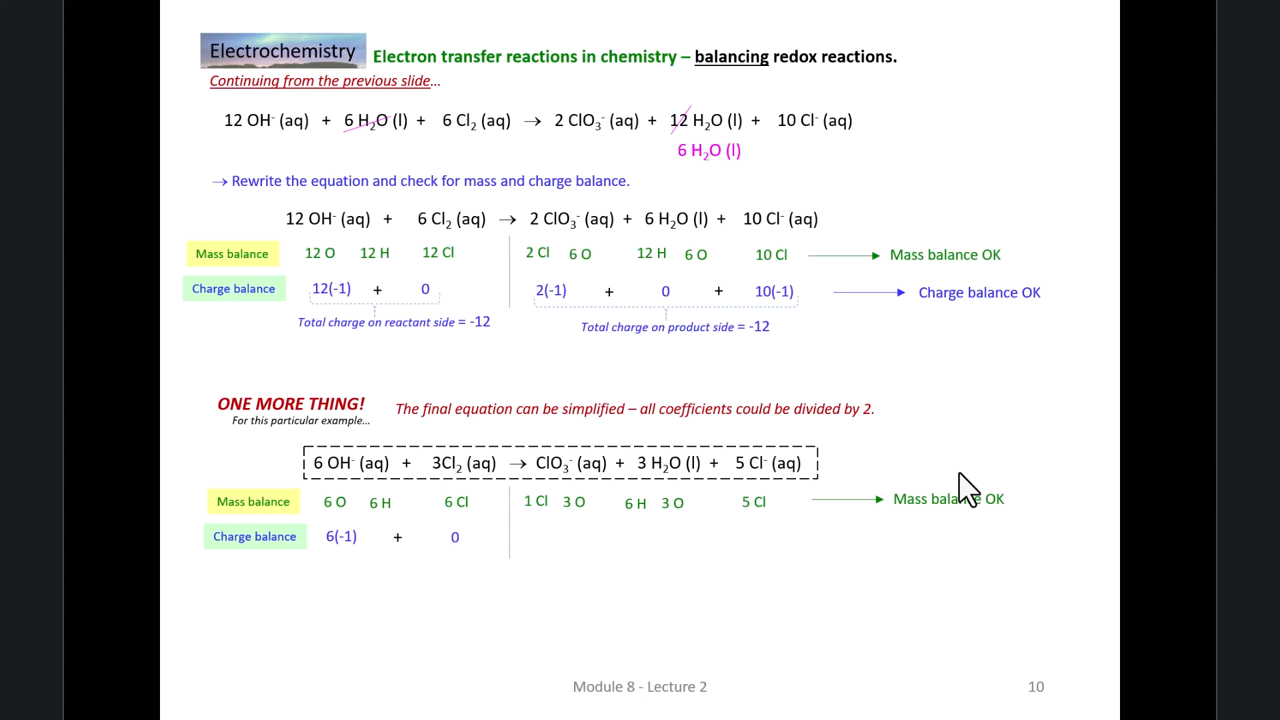 Electrochemistry Electron transfer reactions in chemistry – balancing redox reactions.
Continuing from the previous slide…
12 OH⁻ (aq) + 6 H₂O (l) + 6 Cl₂ (aq) → 2 ClO₃⁻ (aq) + 12 H₂O (l) + 10 Cl⁻ (aq)
6 H₂O (l)
→ Rewrite the equation and check for mass and charge balance.
12 OH⁻ (aq) + 6 Cl₂ (aq) → 2 ClO₃⁻ (aq) + 6 H₂O (l) + 10 Cl⁻ (aq)
Mass balance 12 O 12 H 12 Cl 2 Cl 6 O 12 H 6 O 10 Cl Mass balance OK
Charge balance 12(-1) + 0 2(-1) + 0 + 10(-1) Charge balance OK
Total charge on reactant side = -12 Total charge on product side = -12
ONE MORE THING! The final equation can be simplified – all coefficients could be divided by 2.
For this particular example…
6 OH⁻ (aq) + 3Cl₂ (aq) → ClO₃⁻ (aq) + 3 H₂O (l) + 5 Cl⁻ (aq)
Mass balance 6 O 6 H 6 Cl 1 Cl 3 O 6 H 3 O 5 Cl Mass balance OK
Charge balance 6(-1) + 0
Module 8 - Lecture 2 10